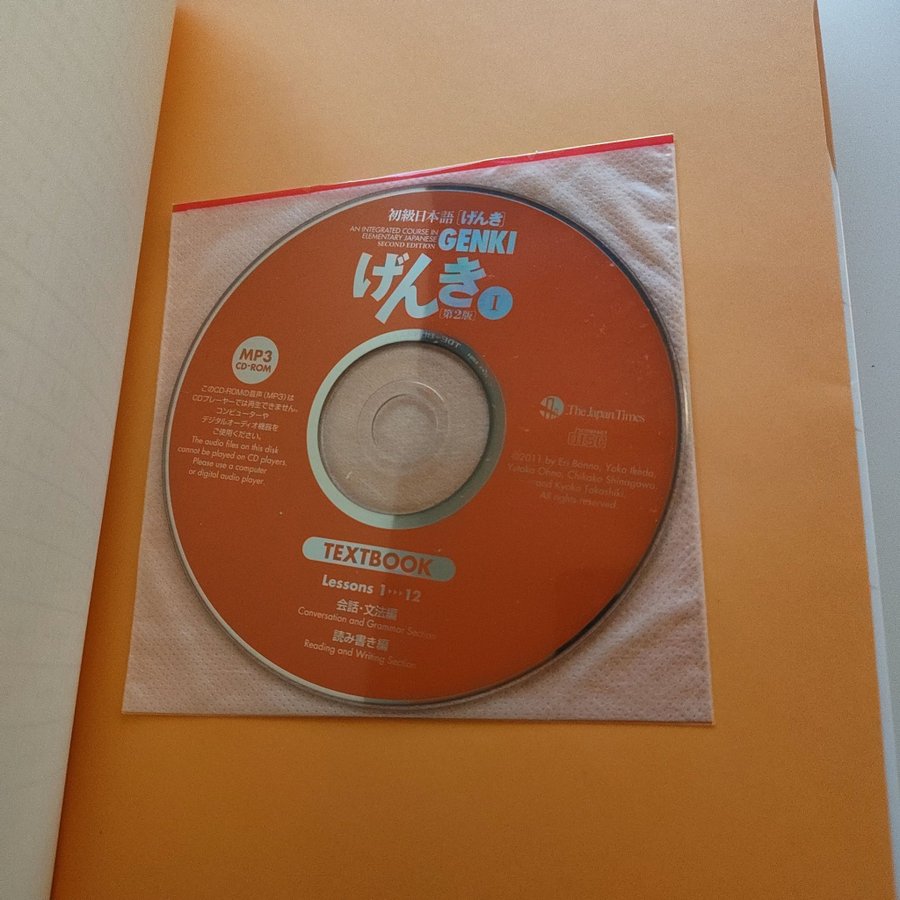 初級日本語[げんき]
AN INTEGRATED COURSE IN
ELEMENTARY JAPANESE
SECOND EDITION
GENKI
げんき I
[第2版]
MP3
CD-ROM
このCD-ROMの音声(MP3)は
CDプレーヤーでは再生できません。
コンピューターや
デジタルオーディオ機器を
ご使用ください。
The audio files on this disk
cannot be played on CD players.
Please use a computer
or digital audio player.
The Japan Times
COMPACT
disc
©2011 by Eri Banno, Yoko Ikeda,
Yutaka Ohno, Chikako Shinagawa,
and Kyoko Tokashiki.
All rights reserved.
TEXTBOOK
Lessons 1・・・12
会話・文法編
Conversation and Grammar Section
読み書き編
Reading and Writing Section